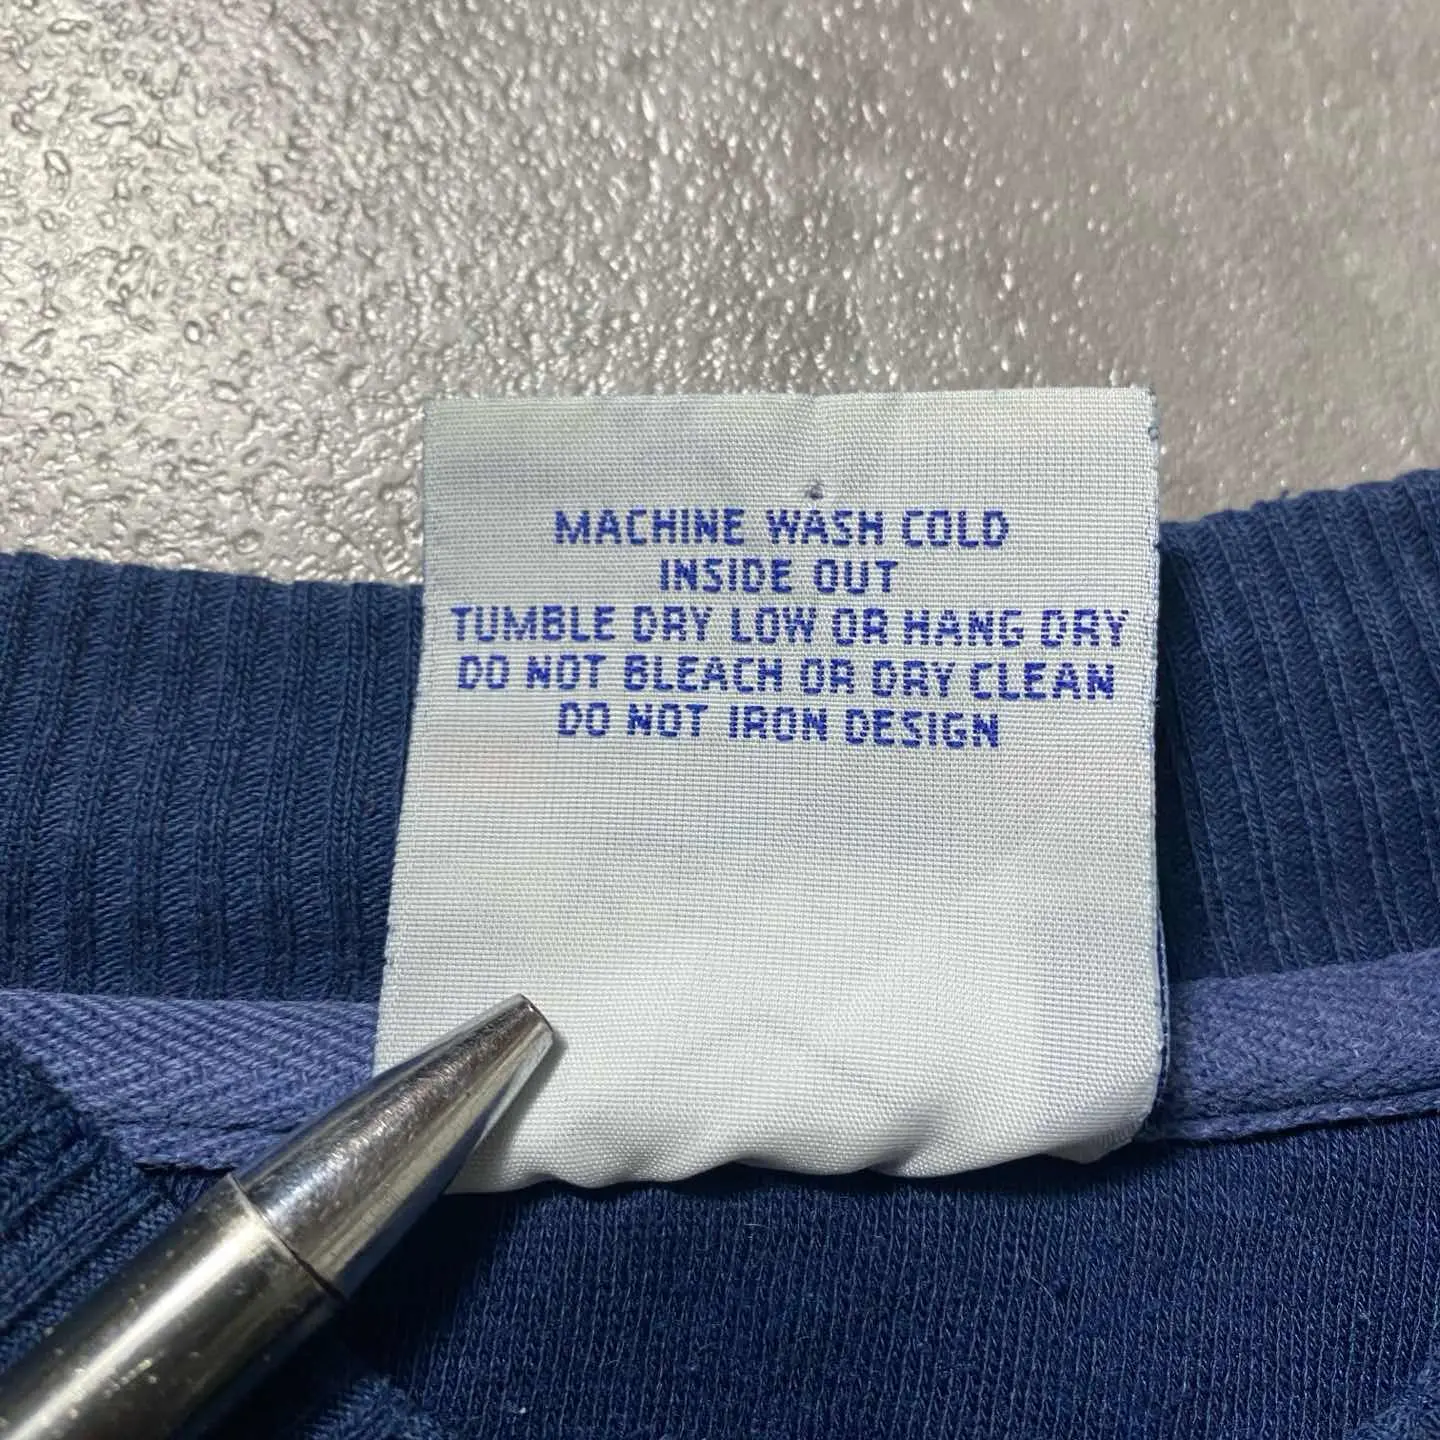 MACHINE WASH COLD
INSIDE OUT
TUMBLE DRY LOW OR HANG DRY
DO NOT BLEACH OR DRY CLEAN
DO NOT IRON DESIGN